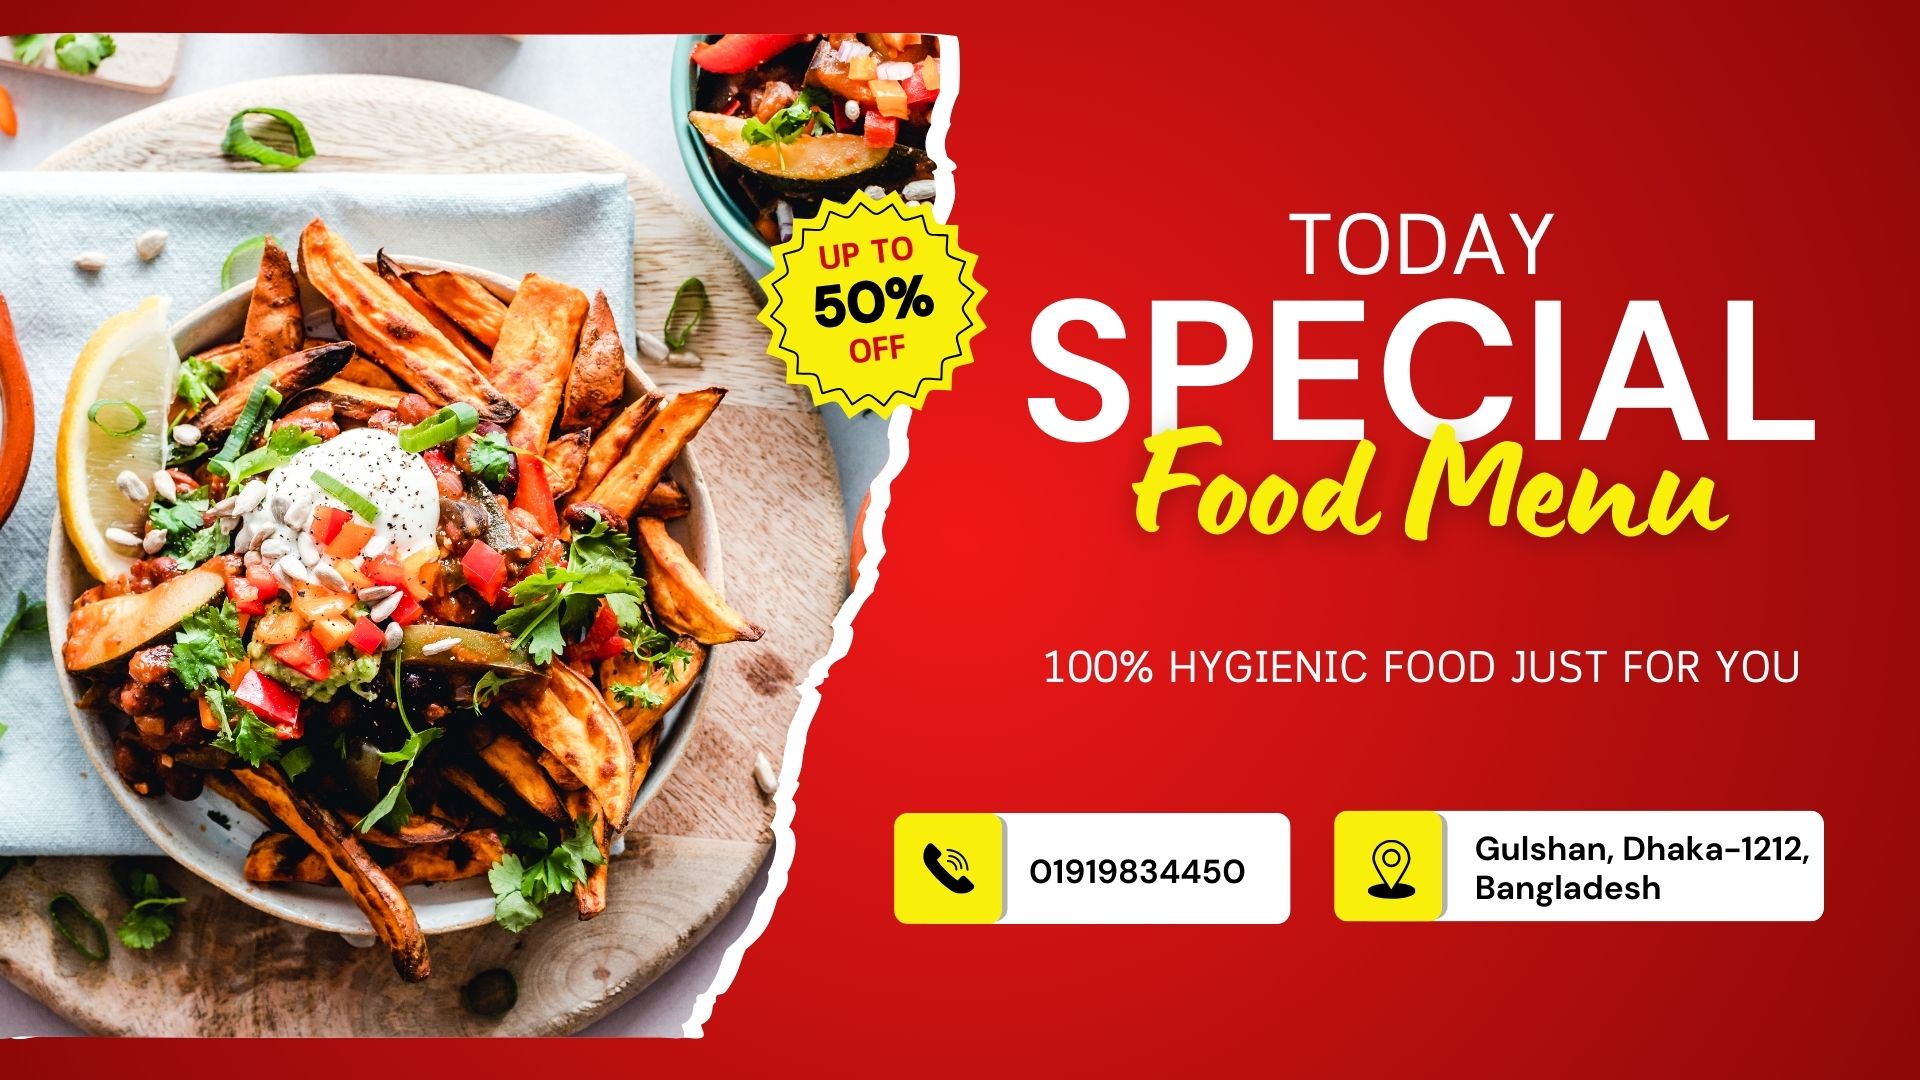 UP TO
50%
OFF
TODAY
SPECIAL
Food Menu
100% HYGIENIC FOOD JUST FOR YOU
01919834450
Gulshan, Dhaka-1212,
Bangladesh